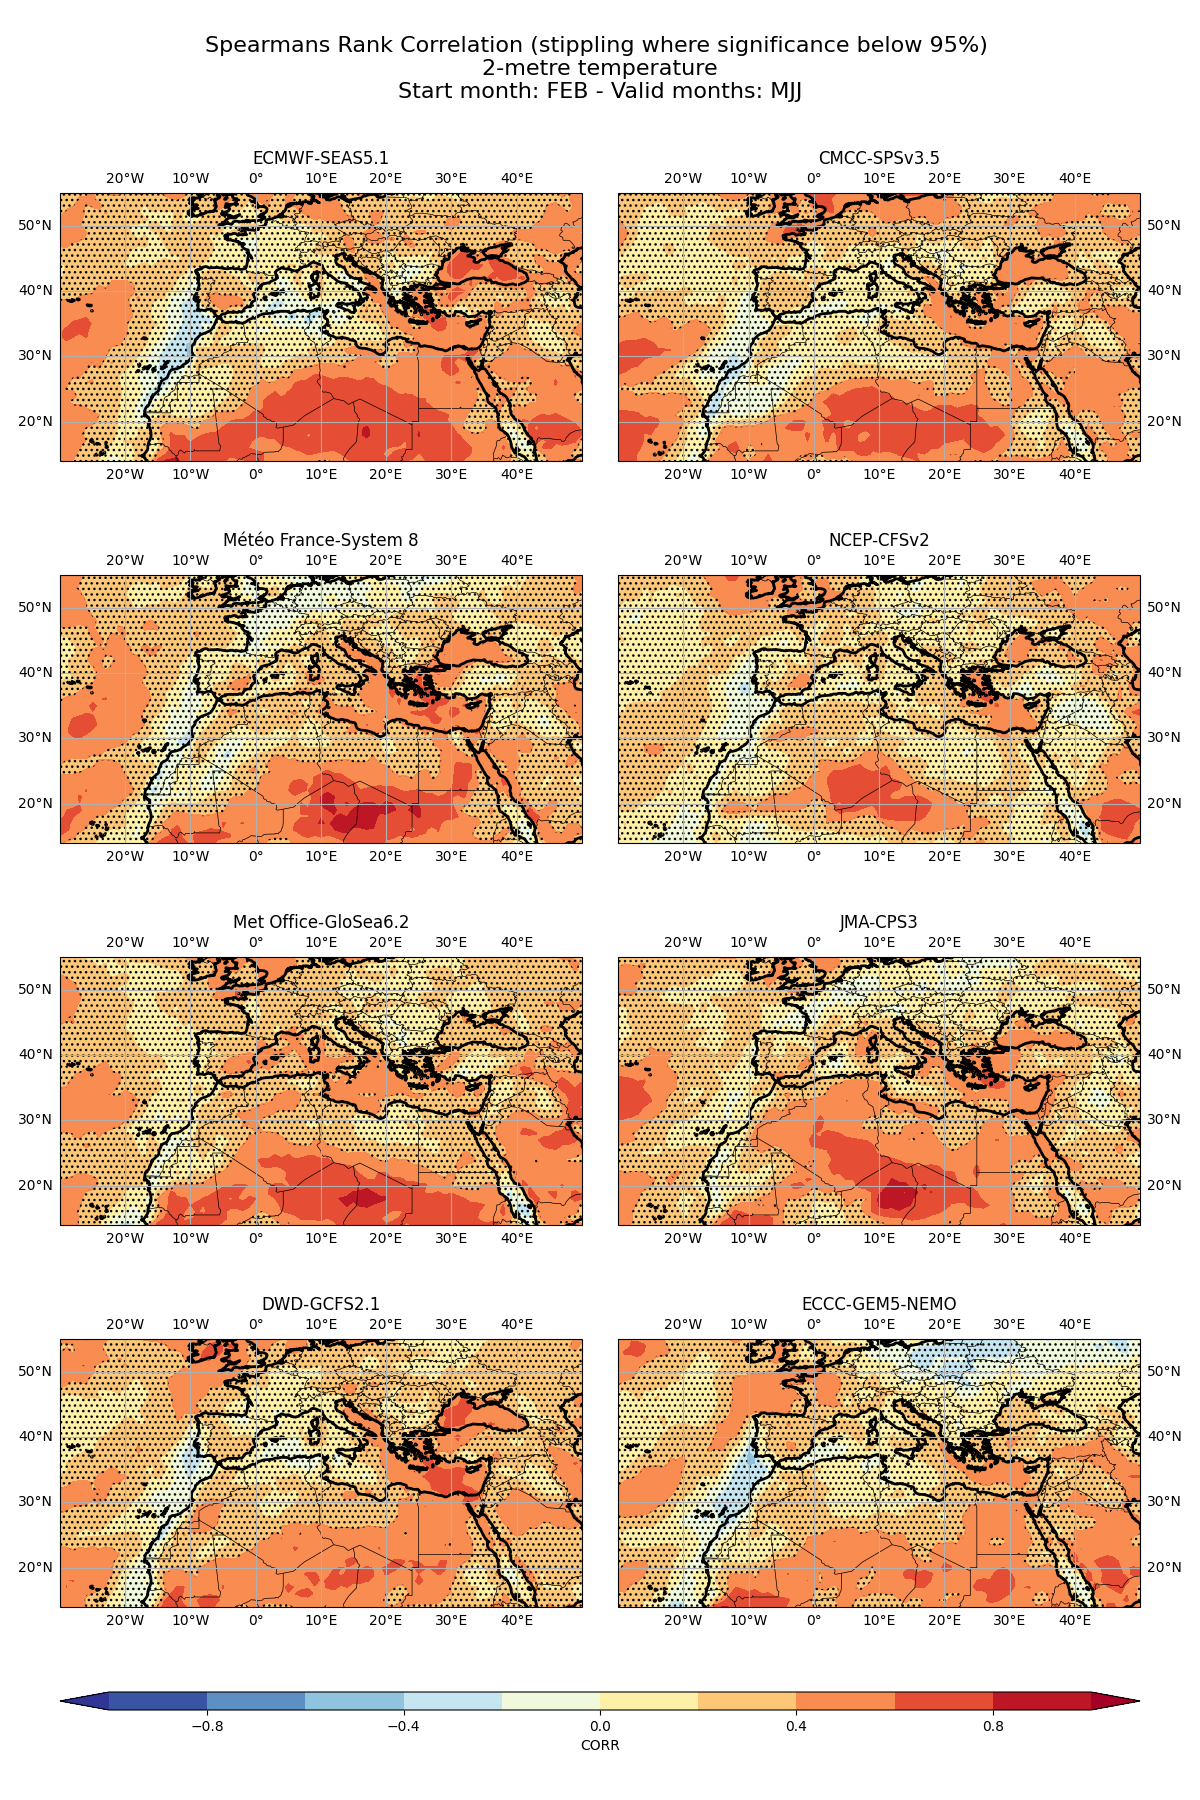 Spearmans Rank Correlation (stippling where significance below 95%)
2-metre temperature
Start month: FEB - Valid months: MJJ
ECMWF-SEAS5.1
20°W 10°W 0° 10°E 20°E 30°E 40°E
50°N
40°N
30°N
20°N
20°W 10°W 0° 10°E 20°E 30°E 40°E
CMCC-SPSv3.5
20°W 10°W 0° 10°E 20°E 30°E 40°E
50°N
40°N
30°N
20°N
20°W 10°W 0° 10°E 20°E 30°E 40°E
Météo France-System 8
20°W 10°W 0° 10°E 20°E 30°E 40°E
50°N
40°N
30°N
20°N
20°W 10°W 0° 10°E 20°E 30°E 40°E
NCEP-CFSv2
20°W 10°W 0° 10°E 20°E 30°E 40°E
50°N
40°N
30°N
20°N
20°W 10°W 0° 10°E 20°E 30°E 40°E
Met Office-GloSea6.2
20°W 10°W 0° 10°E 20°E 30°E 40°E
50°N
40°N
30°N
20°N
20°W 10°W 0° 10°E 20°E 30°E 40°E
JMA-CPS3
20°W 10°W 0° 10°E 20°E 30°E 40°E
50°N
40°N
30°N
20°N
20°W 10°W 0° 10°E 20°E 30°E 40°E
DWD-GCFS2.1
20°W 10°W 0° 10°E 20°E 30°E 40°E
50°N
40°N
30°N
20°N
20°W 10°W 0° 10°E 20°E 30°E 40°E
ECCC-GEM5-NEMO
20°W 10°W 0° 10°E 20°E 30°E 40°E
50°N
40°N
30°N
20°N
20°W 10°W 0° 10°E 20°E 30°E 40°E
−0.8 −0.4 0.0 0.4 0.8
CORR